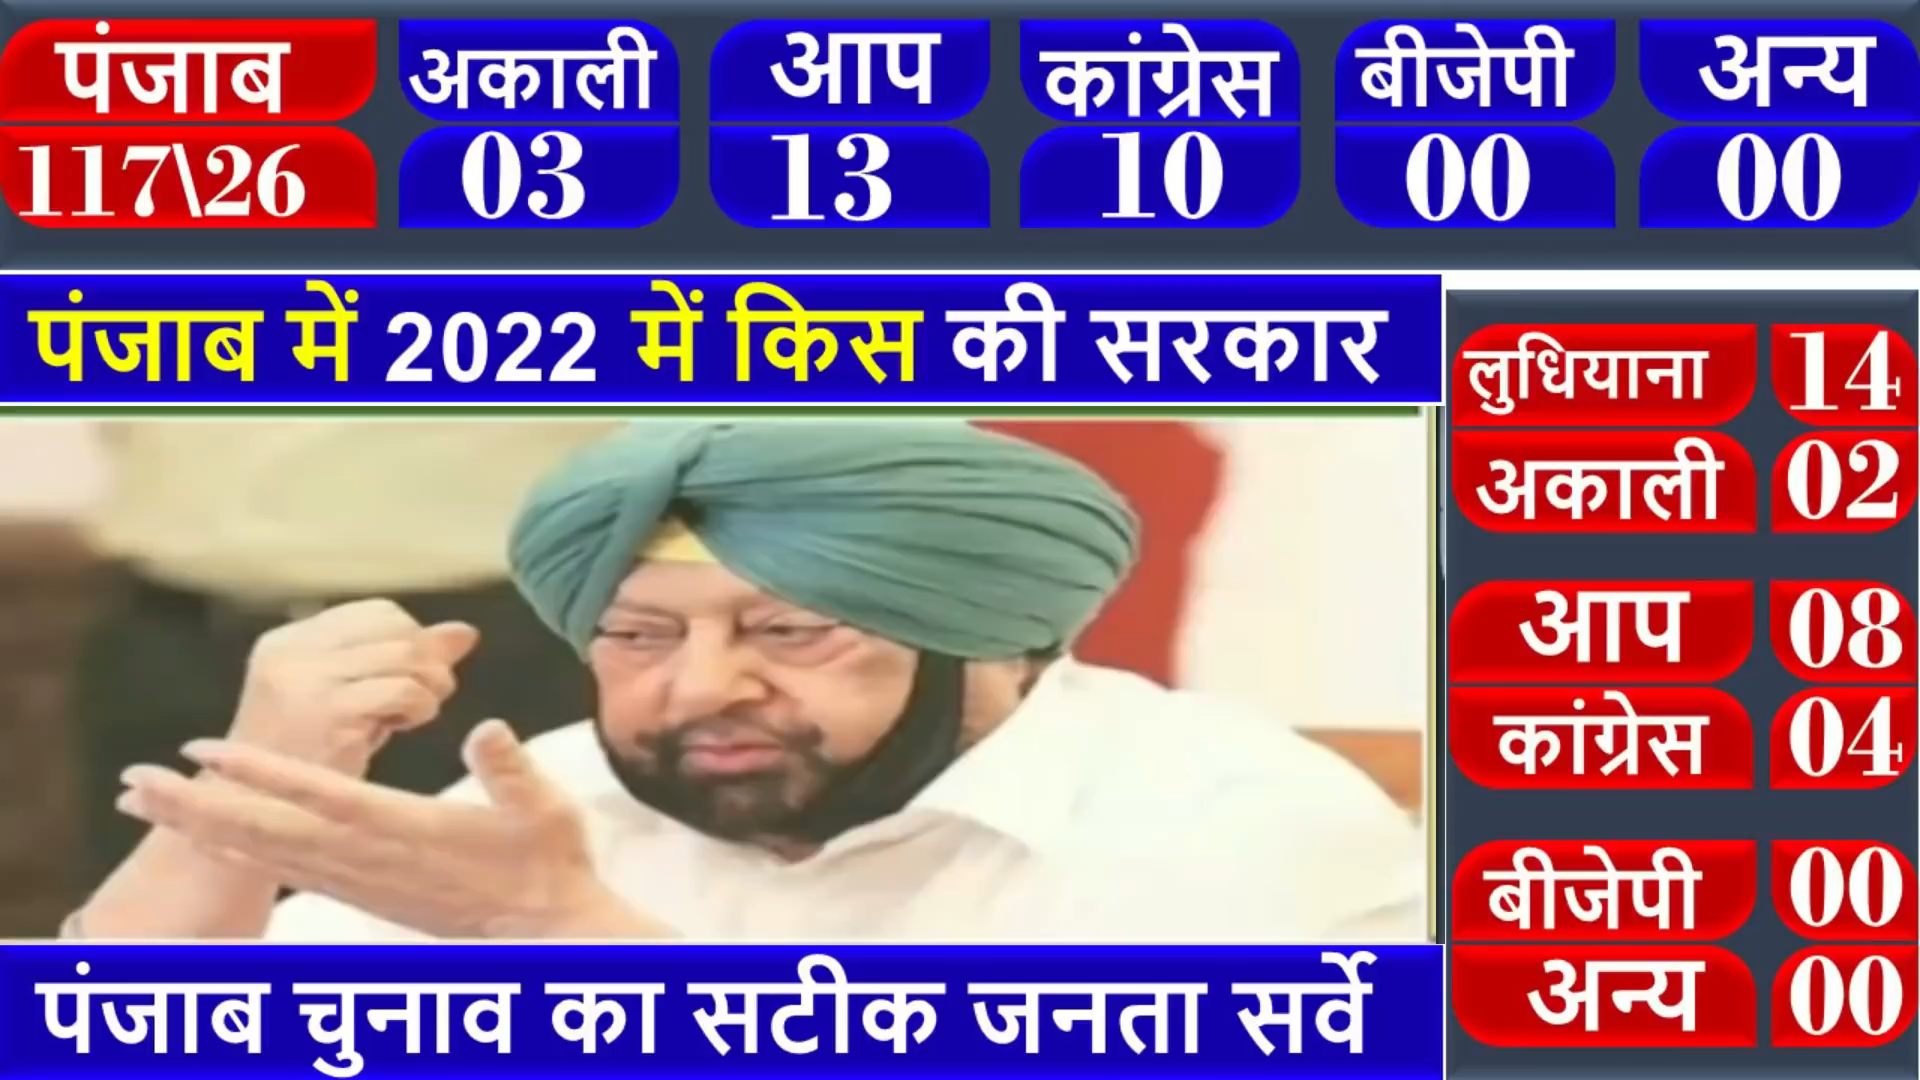 पंजाब अकाली आप कांग्रेस बीजेपी अन्य
117\26 03 13 10 00 00
पंजाब में 2022 में किस की सरकार
लुधियाना 14
अकाली 02
आप 08
कांग्रेस 04
बीजेपी 00
अन्य 00
पंजाब चुनाव का सटीक जनता सर्वे